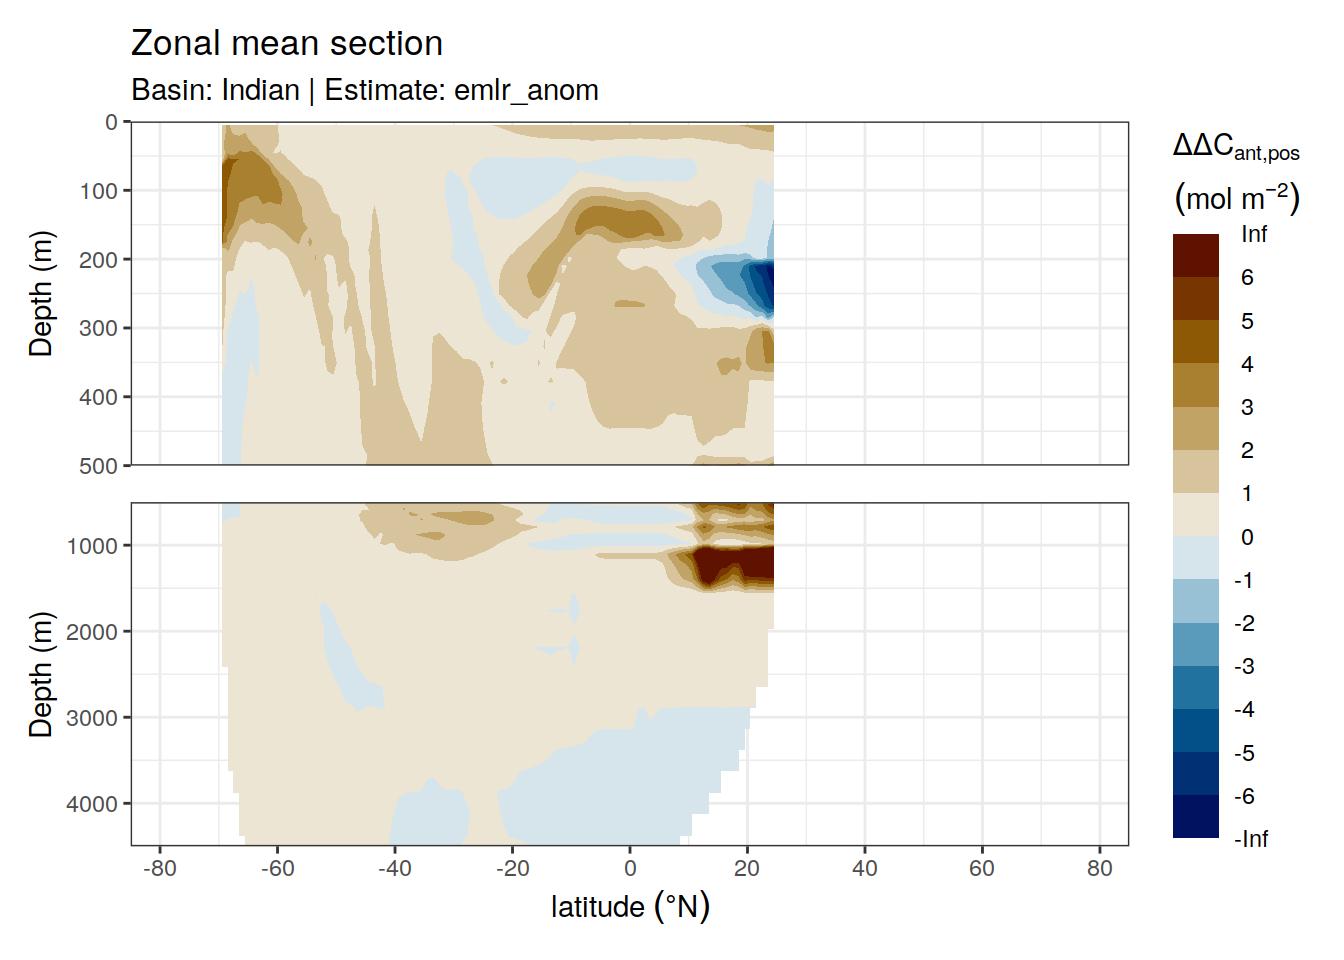 Zonal mean section
Basin: Indian | Estimate: emlr_anom
0
100
200
300
400
500
Depth (m)
1000
2000
3000
4000
Depth (m)
-80 -60 -40 -20 0 20 40 60 80
latitude (°N)
ΔΔC_ant,pos
(mol m⁻²)
Inf
6
5
4
3
2
1
0
-1
-2
-3
-4
-5
-6
-Inf